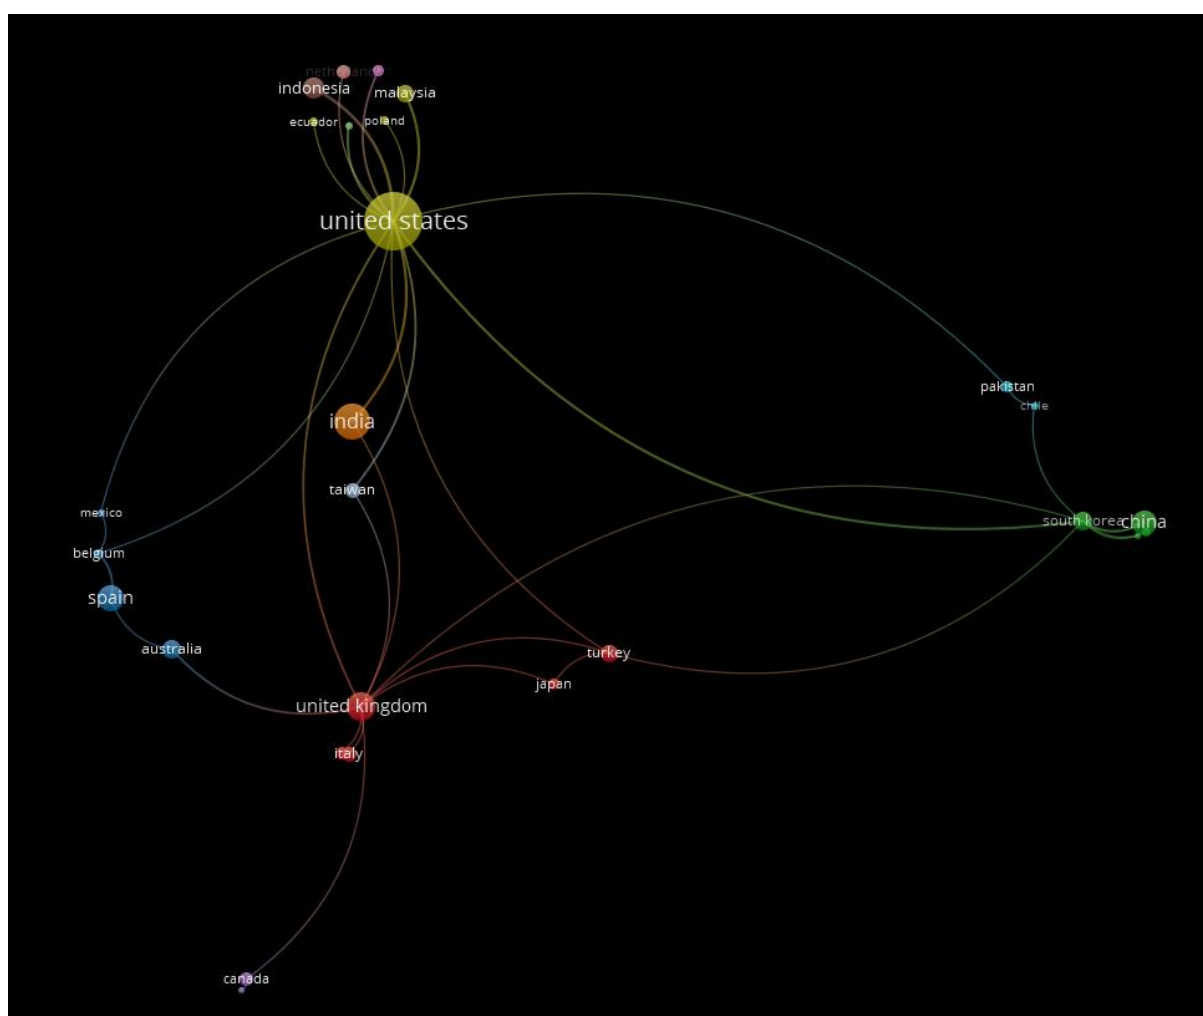 netherlands
indonesia
malaysia
ecuador
poland
united states
pakistan
chile
india
taiwan
mexico
south korea
china
belgium
spain
australia
turkey
japan
united kingdom
italy
canada